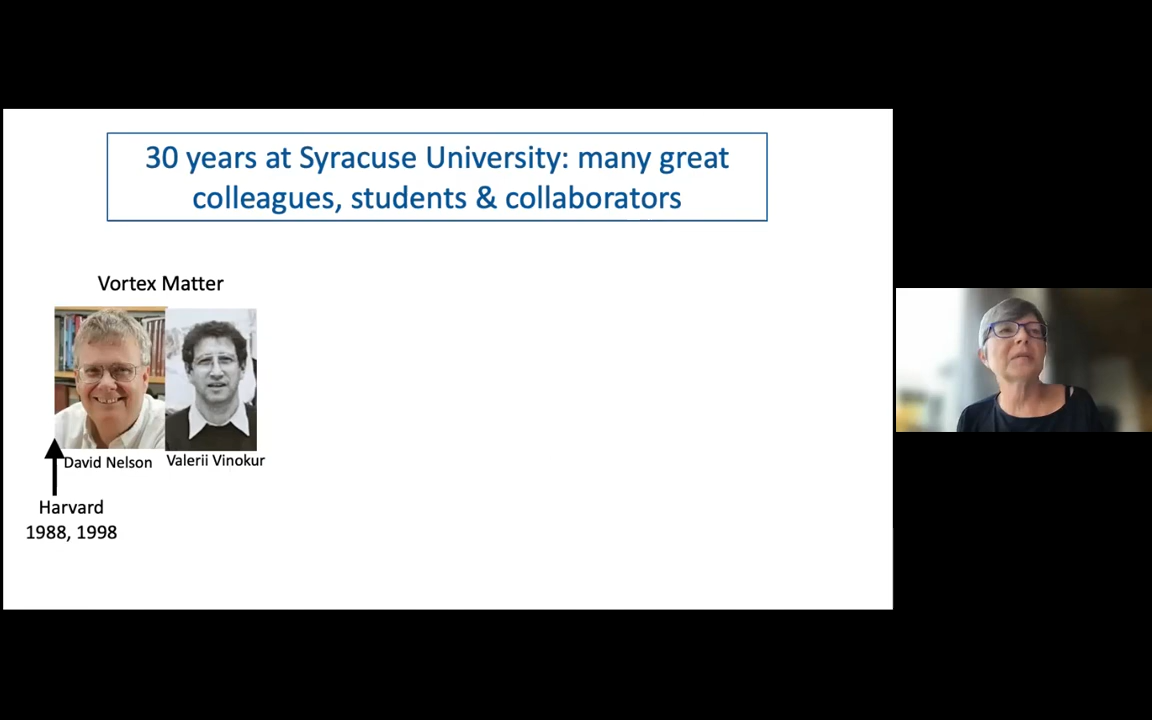 30 years at Syracuse University: many great
colleagues, students & collaborators
Vortex Matter
David Nelson
Valerii Vinokur
Harvard
1988, 1998